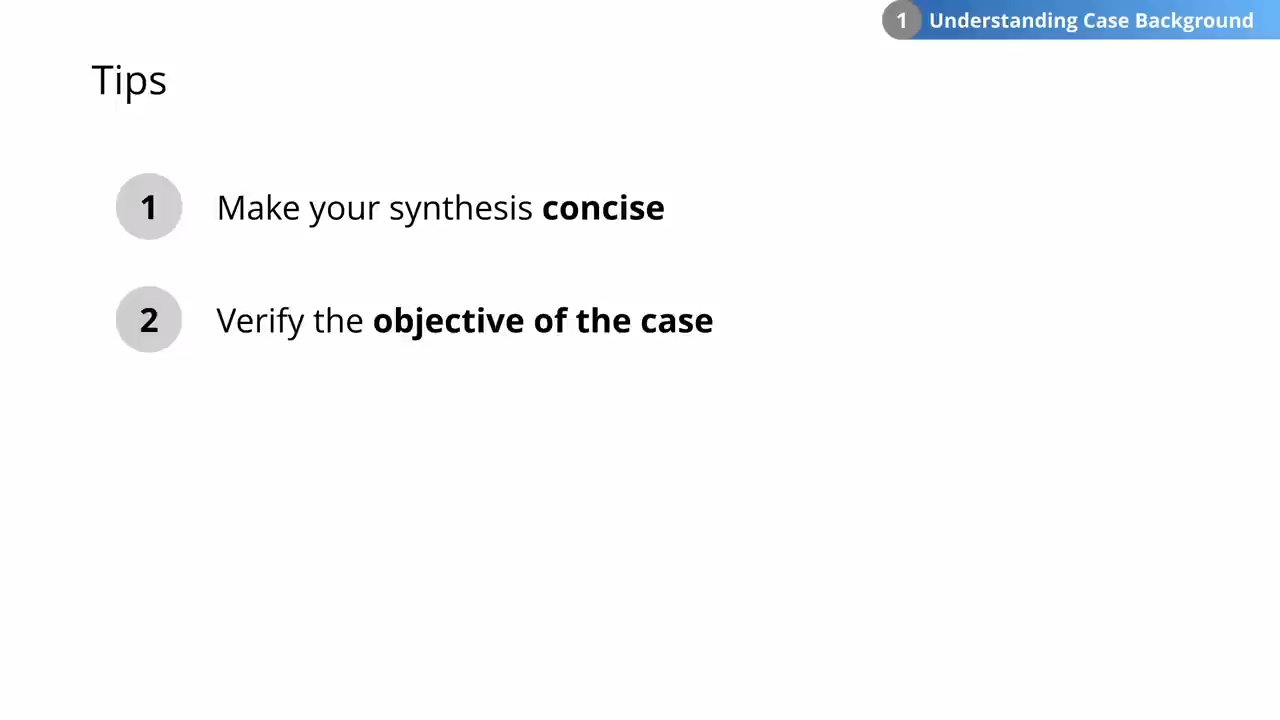 1 Understanding Case Background
Tips
1 Make your synthesis concise
2 Verify the objective of the case